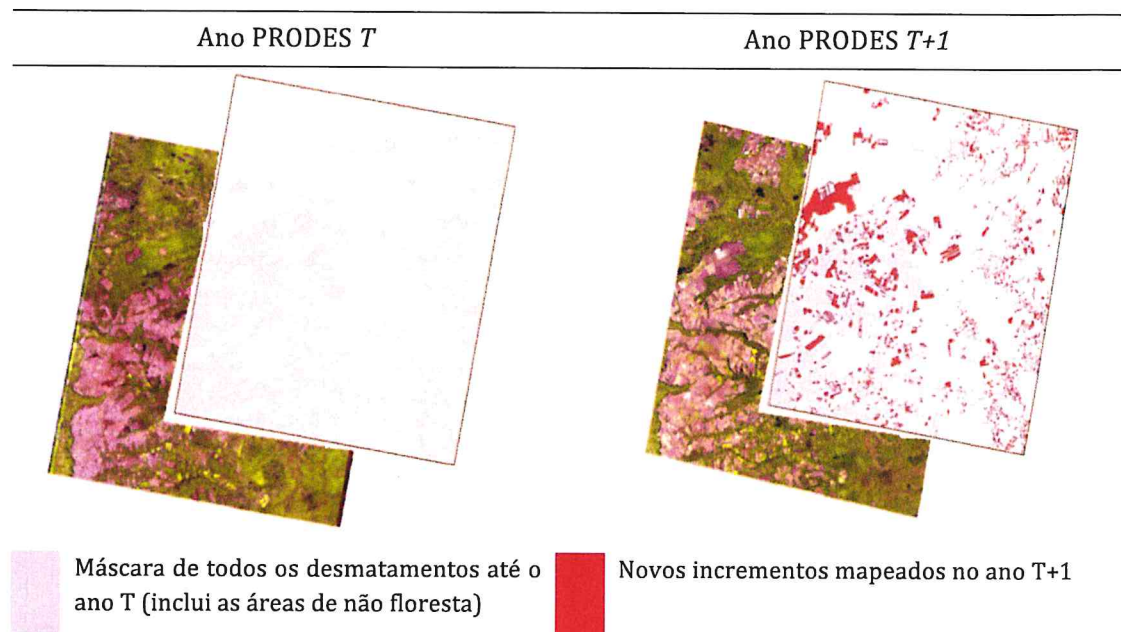 Ano PRODES T
Ano PRODES T+1
Máscara de todos os desmatamentos até o
ano T (inclui as áreas de não floresta)
Novos incrementos mapeados no ano T+1